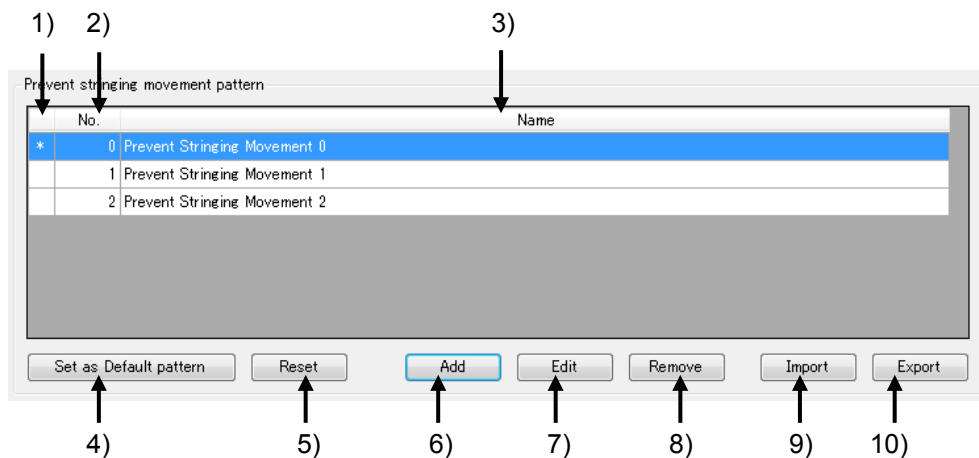 1) 2) 3)
Prevent stringing movement pattern
No. Name
* 0 Prevent Stringing Movement 0
1 Prevent Stringing Movement 1
2 Prevent Stringing Movement 2
Set as Default pattern Reset Add Edit Remove Import Export
4) 5) 6) 7) 8) 9) 10)